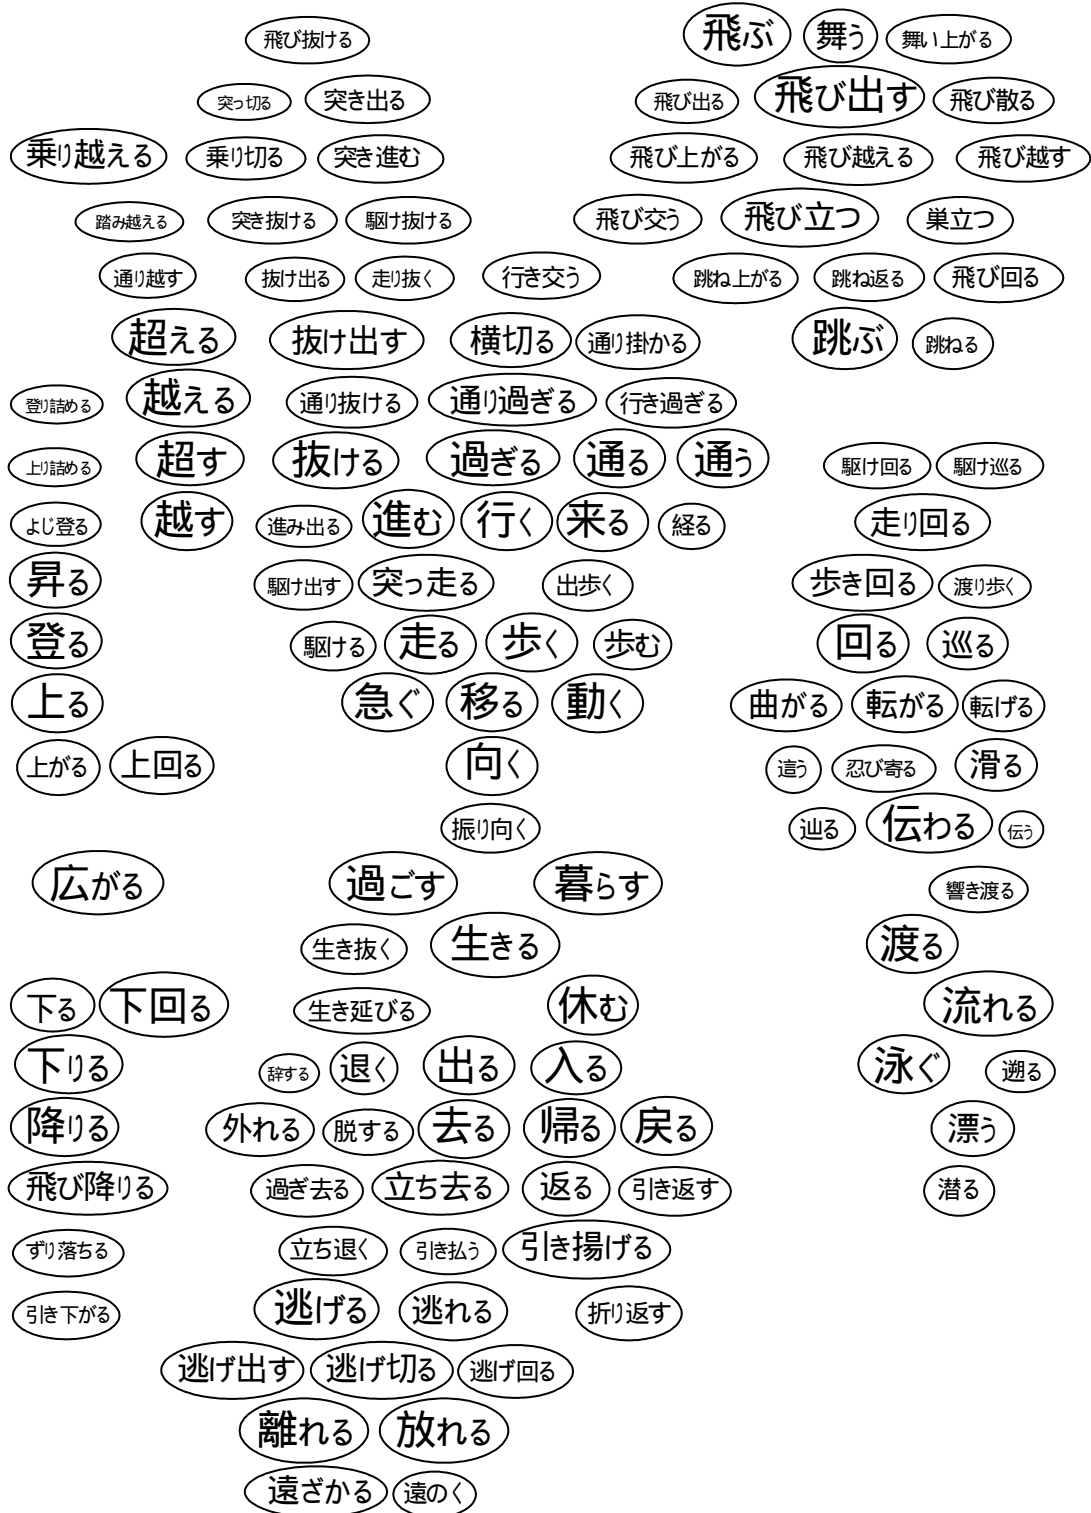 飛び抜ける 飛ぶ 舞う 舞い上がる
突っ切る 突き出る 飛び出る 飛び出す 飛び散る
乗り越える 乗り切る 突き進む 飛び上がる 飛び越える 飛び越す
踏み越える 突き抜ける 駆け抜ける 飛び交う 飛び立つ 巣立つ
通り越す 抜け出る 走り抜く 行き交う 跳ね上がる 跳ね返る 飛び回る
超える 抜け出す 横切る 通り掛かる 跳ぶ 跳ねる
登り詰める 越える 通り抜ける 通り過ぎる 行き過ぎる
上り詰める 超す 抜ける 過ぎる 通る 通う 駆け回る 駆け巡る
よじ登る 越す 進み出る 進む 行く 来る 経る 走り回る
昇る 駆け出す 突っ走る 出歩く 歩き回る 渡り歩く
登る 駆ける 走る 歩く 歩む 回る 巡る
上る 急ぐ 移る 動く 曲がる 転がる 転げる
上がる 上回る 向く 這う 忍び寄る 滑る
振り向く 辿る 伝わる 伝う
広がる 過ごす 暮らす 響き渡る
生き抜く 生きる 渡る
下る 下回る 生き延びる 休む 流れる
下りる 辞する 退く 出る 入る 泳ぐ 遡る
降りる 外れる 脱する 去る 帰る 戻る 漂う
飛び降りる 過ぎ去る 立ち去る 返る 引き返す 潜る
ずり落ちる 立ち退く 引き払う 引き揚げる
引き下がる 逃げる 逃れる 折り返す
逃げ出す 逃げ切る 逃げ回る
離れる 放れる
遠ざかる 遠のく